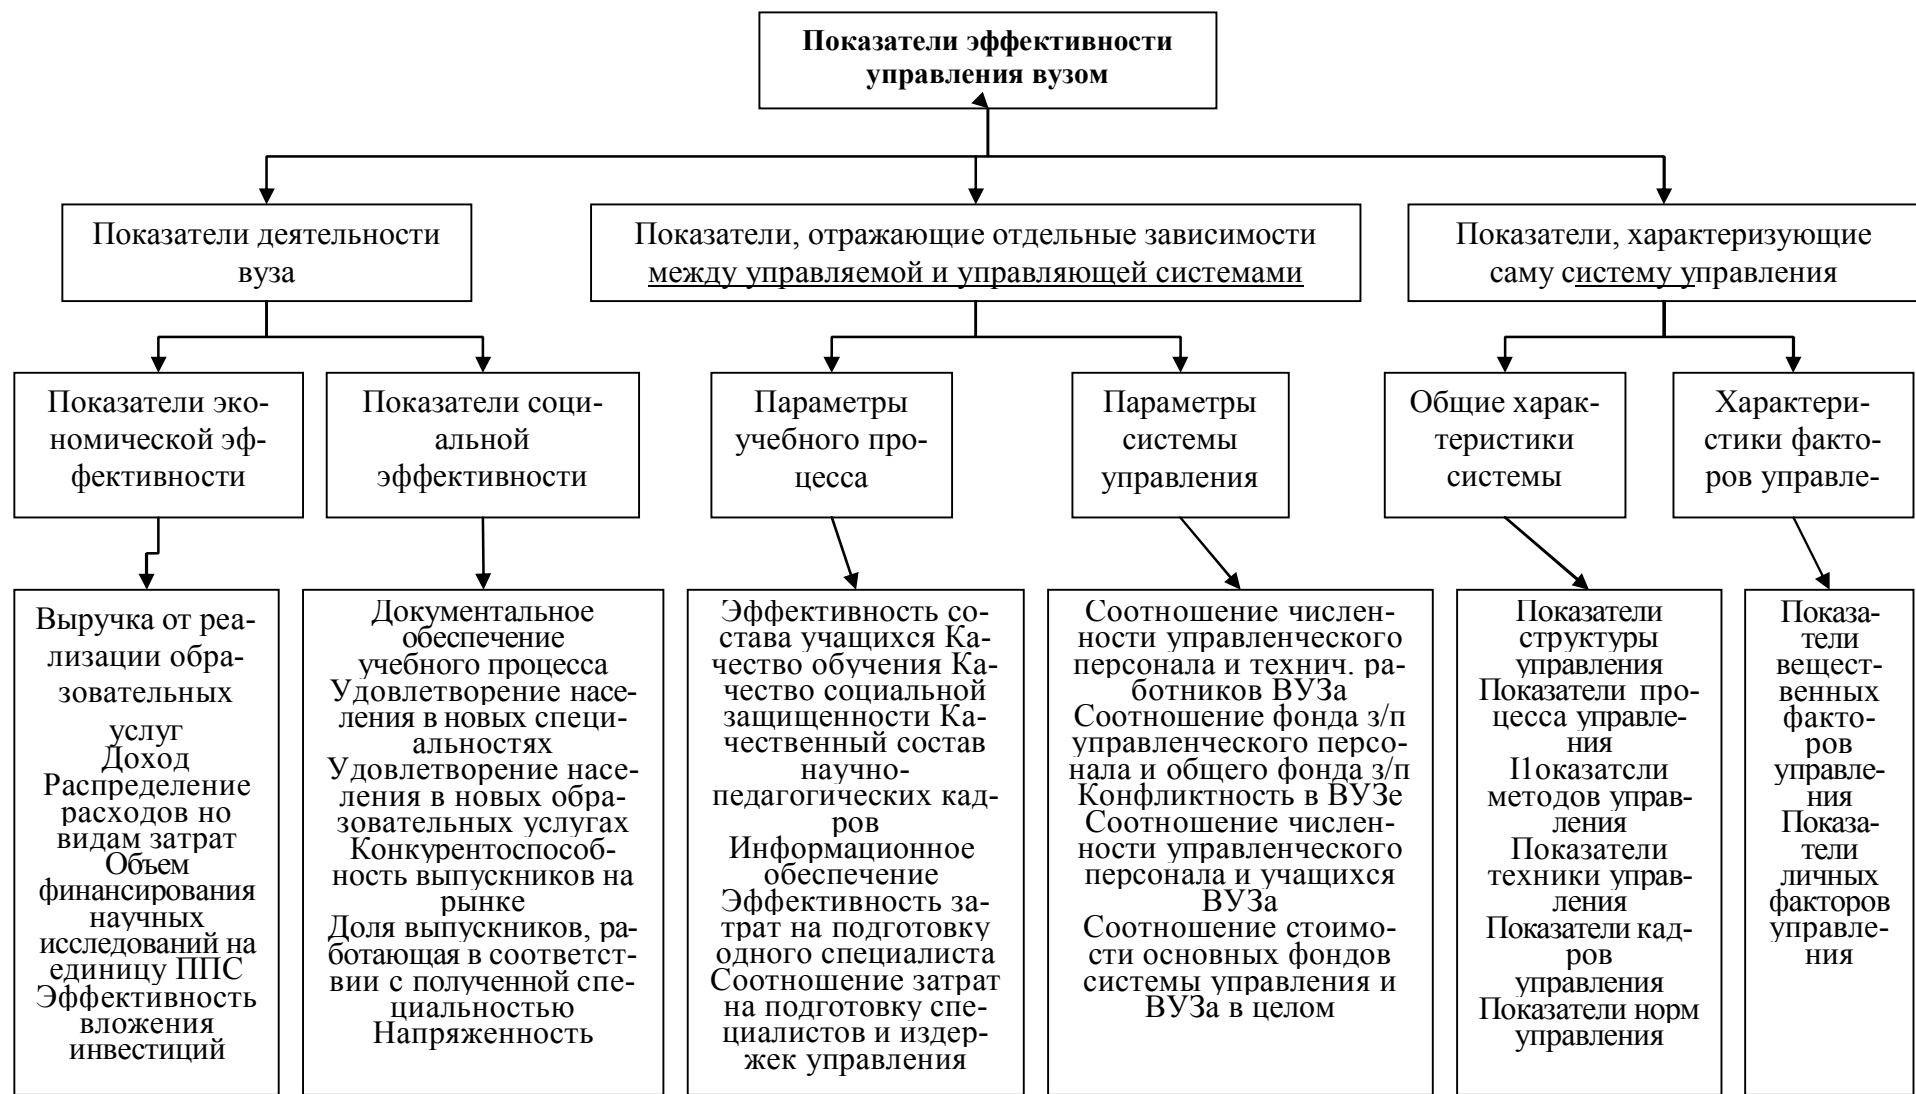 Показатели эффективности
управления вузом
Показатели деятельности
вуза
Показатели, отражающие отдельные зависимости
между управляемой и управляющей системами
Показатели, характеризующие
саму систему управления
Показатели эко-
номической эф-
фективности
Показатели соци-
альной
эффективности
Параметры
учебного про-
цесса
Параметры
системы
управления
Общие харак-
теристики
системы
Характери-
стики факто-
ров управле-
Выручка от реа-
лизации обра-
зовательных
услуг
Доход
Распределение
расходов но
видам затрат
Объем
финансирования
научных
исследований на
единицу ППС
Эффективность
вложения
инвестиций
Документальное
обеспечение
учебного процесса
Удовлетворение насе-
ления в новых специ-
альностях
Удовлетворение насе-
ления в новых обра-
зовательных услугах
Конкурентоспособ-
ность выпускников на
рынке
Доля выпускников, ра-
ботающая в соответст-
вии с полученной спе-
циальностью
Напряженность
Эффективность со-
става учащихся Ка-
чество обучения Ка-
чество социальной
защищенности Ка-
чественный состав
научно-
педагогических кад-
ров
Информационное
обеспечение
Эффективность за-
трат на подготовку
одного специалиста
Соотношение затрат
на подготовку спе-
циалистов и издер-
жек управления
Соотношение числен-
ности управленческого
персонала и технич. ра-
ботников ВУЗа
Соотношение фонда з/п
управленческого персо-
нала и общего фонда з/п
Конфликтность в ВУЗе
Соотношение числен-
ности управленческого
персонала и учащихся
ВУЗа
Соотношение стоимо-
сти основных фондов
системы управления и
ВУЗа в целом
Показатели
структуры
управления
Показатели про-
цесса управле-
ния
I1оказатсли
методов управ-
ления
Показатели
техники управ-
ления
Показатели кад-
ров
управления
Показатели норм
управления
Показа-
тели
вещест-
венных
факто-
ров
управле-
ния
Показа-
тели
личных
факторов
управле-
ния